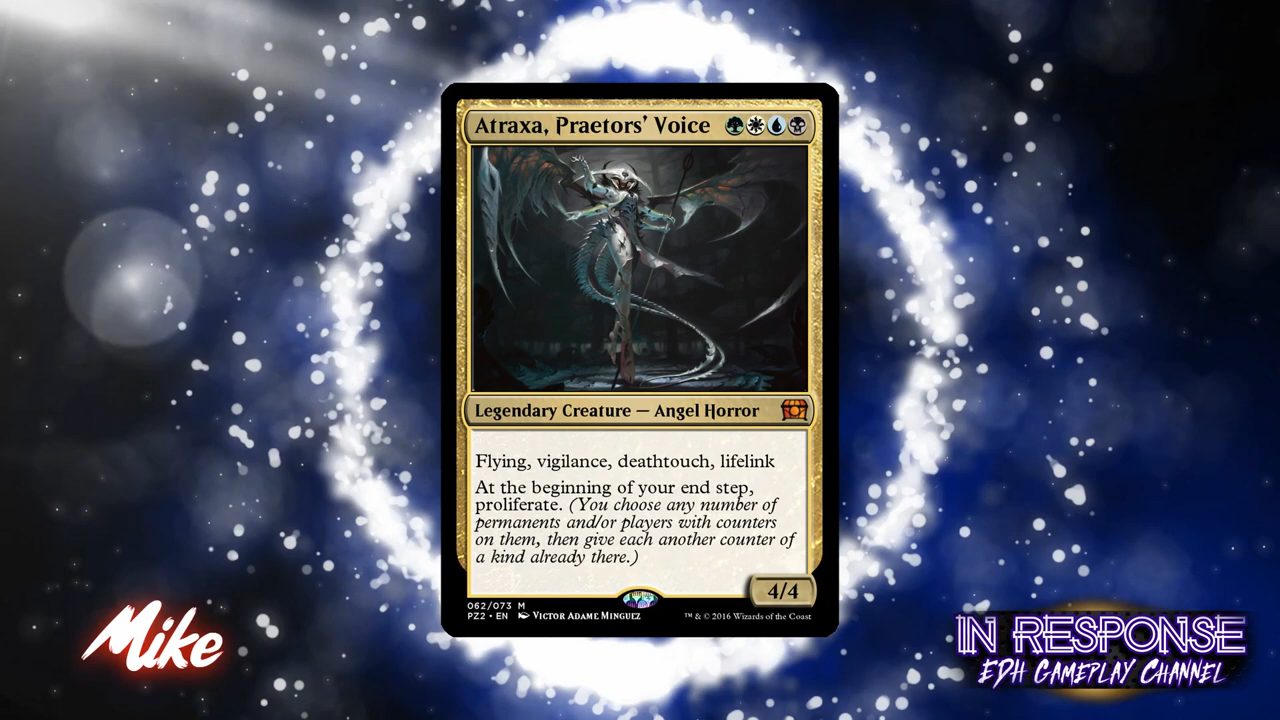 Atraxa, Praetors' Voice
Legendary Creature — Angel Horror
Flying, vigilance, deathtouch, lifelink
At the beginning of your end step,
proliferate. (You choose any number of
permanents and/or players with counters
on them, then give each another counter of
a kind already there.)
4/4
062/073 M
PZ2 • EN VICTOR ADAME MINGUEZ
™ & © 2016 Wizards of the Coast
Mike
IN RESPONSE
EDH GAMEPLAY CHANNEL